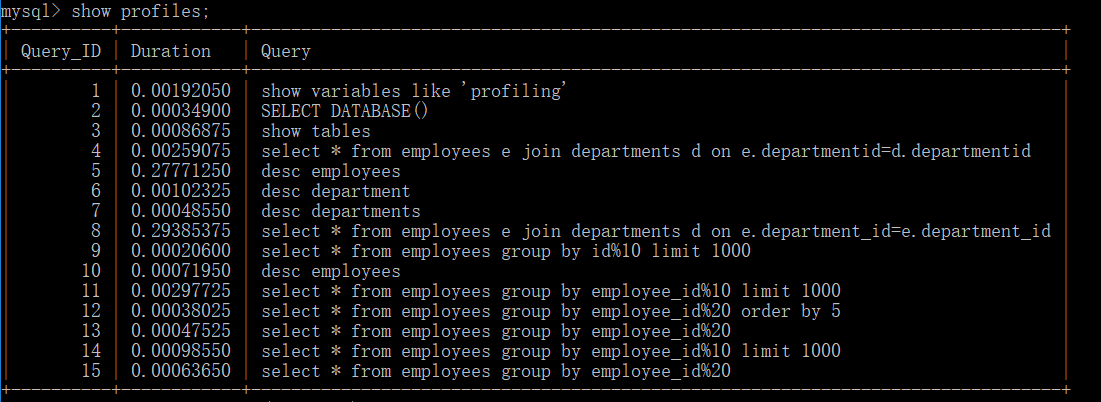 mysql> show profiles;
+----------+------------+---------------------------------------------------------------------------------+
| Query_ID | Duration | Query |
+----------+------------+---------------------------------------------------------------------------------+
| 1 | 0.00192050 | show variables like 'profiling' |
| 2 | 0.00034900 | SELECT DATABASE() |
| 3 | 0.00086875 | show tables |
| 4 | 0.00259075 | select * from employees e join departments d on e.departmentid=d.departmentid |
| 5 | 0.27771250 | desc employees |
| 6 | 0.00102325 | desc department |
| 7 | 0.00048550 | desc departments |
| 8 | 0.29385375 | select * from employees e join departments d on e.department_id=e.department_id |
| 9 | 0.00020600 | select * from employees group by id%10 limit 1000 |
| 10 | 0.00071950 | desc employees |
| 11 | 0.00297725 | select * from employees group by employee_id%10 limit 1000 |
| 12 | 0.00038025 | select * from employees group by employee_id%20 order by 5 |
| 13 | 0.00047525 | select * from employees group by employee_id%20 |
| 14 | 0.00098550 | select * from employees group by employee_id%10 limit 1000 |
| 15 | 0.00063650 | select * from employees group by employee_id%20 |
+----------+------------+---------------------------------------------------------------------------------+